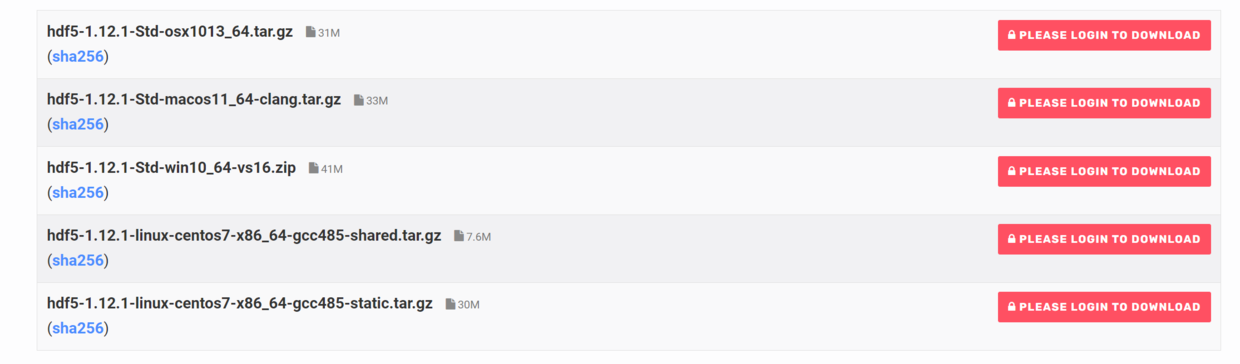 hdf5-1.12.1-Std-osx1013_64.tar.gz 31M PLEASE LOGIN TO DOWNLOAD
(sha256)
hdf5-1.12.1-Std-macos11_64-clang.tar.gz 33M PLEASE LOGIN TO DOWNLOAD
(sha256)
hdf5-1.12.1-Std-win10_64-vs16.zip 41M PLEASE LOGIN TO DOWNLOAD
(sha256)
hdf5-1.12.1-linux-centos7-x86_64-gcc485-shared.tar.gz 7.6M PLEASE LOGIN TO DOWNLOAD
(sha256)
hdf5-1.12.1-linux-centos7-x86_64-gcc485-static.tar.gz 30M PLEASE LOGIN TO DOWNLOAD
(sha256)